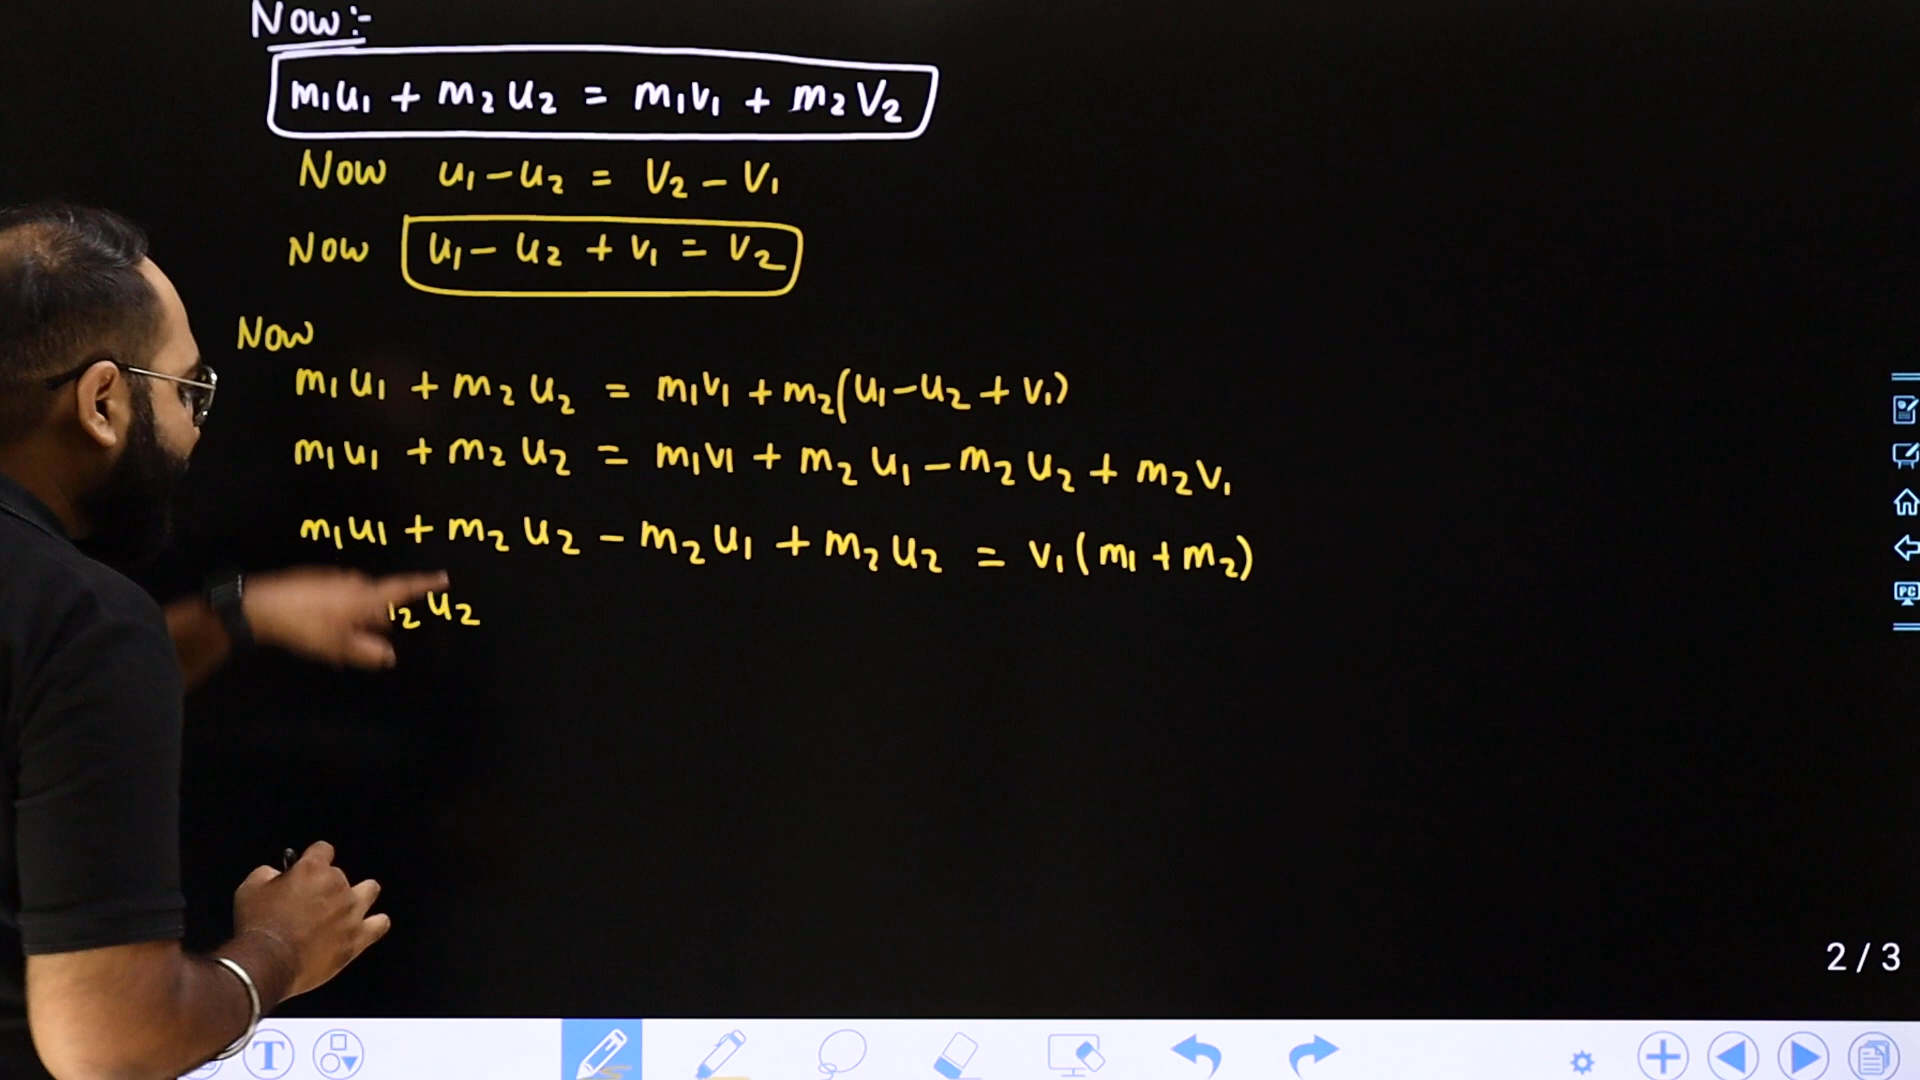 Now:-
m₁u₁ + m₂u₂ = m₁v₁ + m₂v₂
Now u₁ - u₂ = v₂ - v₁
Now u₁ - u₂ + v₁ = v₂
Now
m₁u₁ + m₂u₂ = m₁v₁ + m₂(u₁ - u₂ + v₁)
m₁u₁ + m₂u₂ = m₁v₁ + m₂u₁ - m₂u₂ + m₂v₁
m₁u₁ + m₂u₂ - m₂u₁ + m₂u₂ = v₁(m₁ + m₂)
₂u₂
2 / 3
T
PC